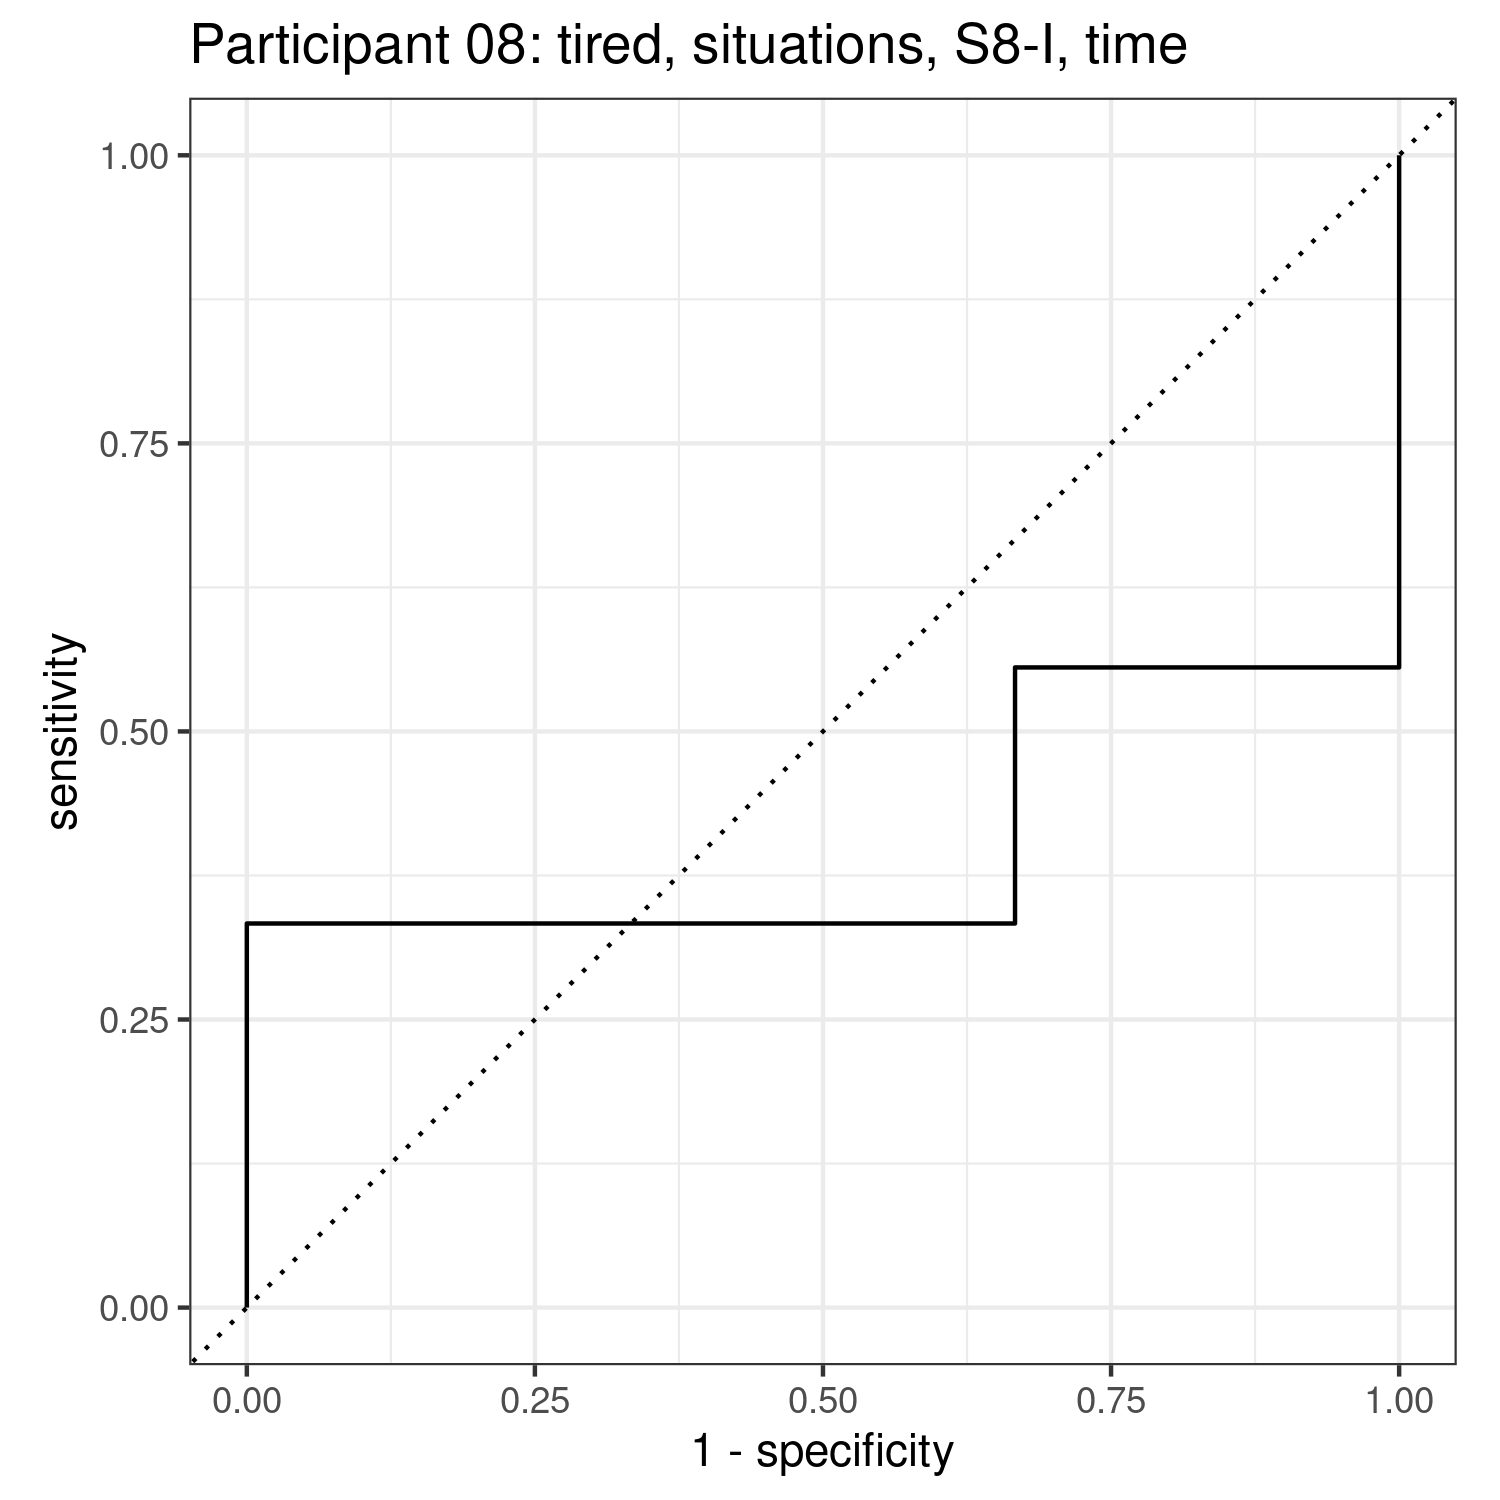 Participant 08: tired, situations, S8-I, time
1.00
0.75
0.50
0.25
0.00
sensitivity
0.00 0.25 0.50 0.75 1.00
1 - specificity